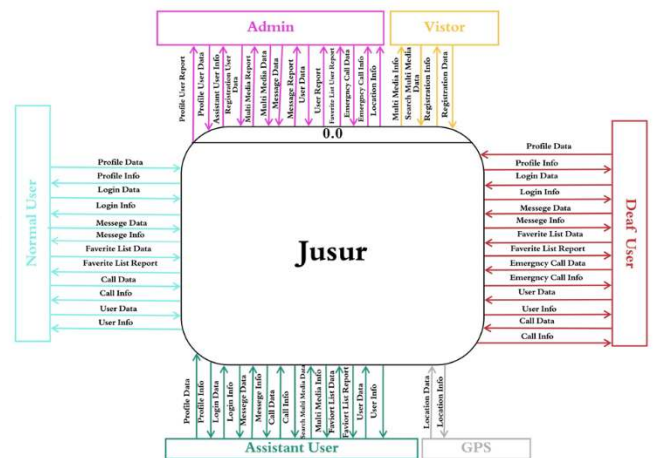 Admin
Vistor
Profile User Report
Profile User Data
Assistant User Info
Regostration User Data
Multi Media Report
Multi Media Data
Message Data
Message Report
User Data
User Report
Faverite List User Report
Emergncy Call Data
Emergncy Call Info
Location Info
Multi Media Info
Search Multi Media Data
Registration Info
Registration Data
0.0
Jusur
Normal User
Profile Data
Profile Info
Login Data
Login Info
Messege Data
Messege Info
Faverite List Data
Faverite List Report
Call Data
Call Info
User Data
User Info
Deaf User
Profile Data
Profile Info
Login Data
Login Info
Messege Data
Messege Info
Faverite List Data
Faverite List Report
Emergncy Call Data
Emergncy Call Info
User Data
User Info
Call Data
Call Info
Profile Data
Profile Info
Login Data
Login Info
Messege Data
Messege Info
Call Data
Call Info
Search Multi Media Data
Multi Media Info
Faviort List Data
Faviort List Report
User Data
User Info
Location Data
Location Info
Assistant User
GPS